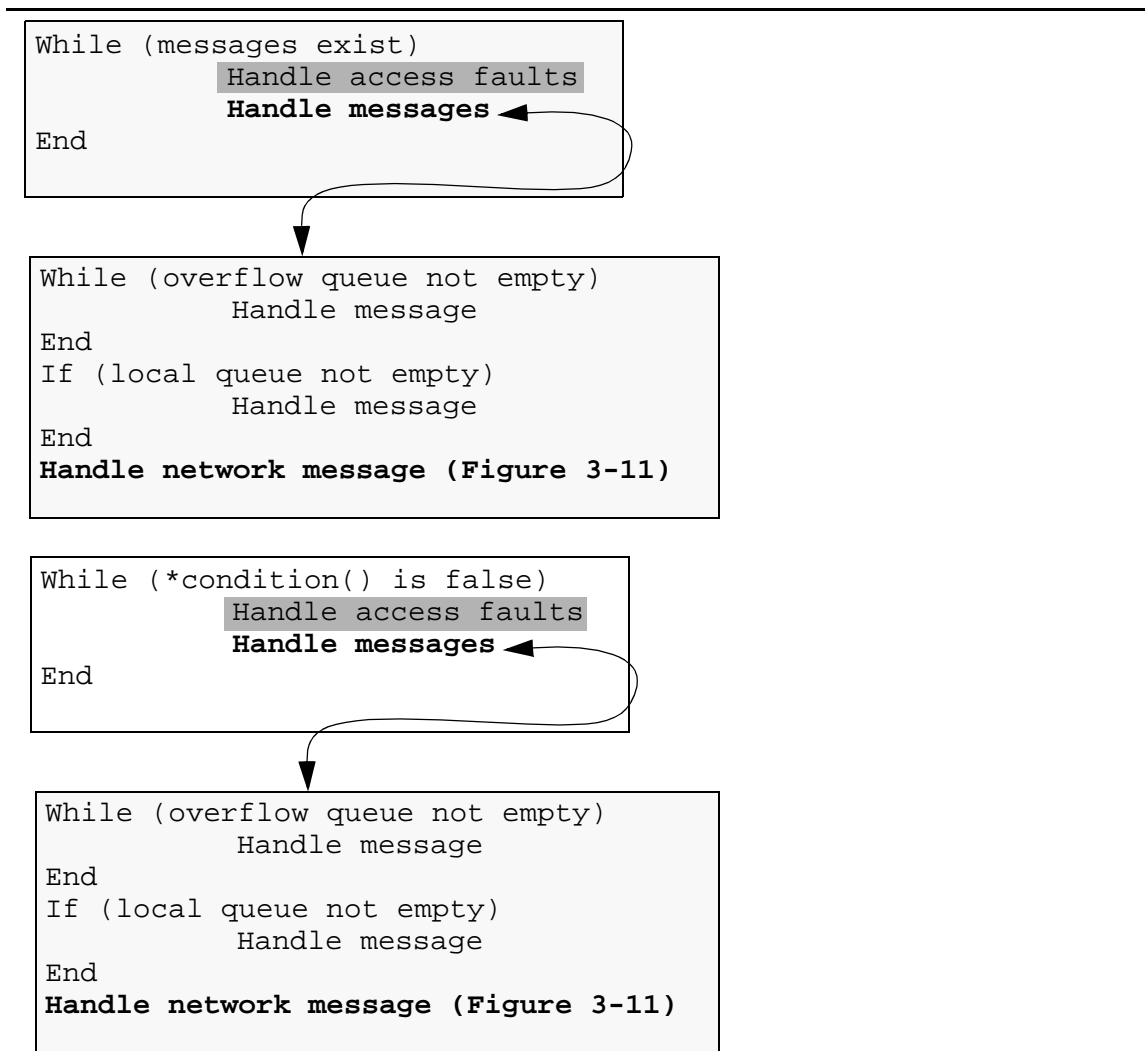 While (messages exist)
Handle access faults
Handle messages
End
While (overflow queue not empty)
Handle message
End
If (local queue not empty)
Handle message
End
Handle network message (Figure 3-11)
While (*condition() is false)
Handle access faults
Handle messages
End
While (overflow queue not empty)
Handle message
End
If (local queue not empty)
Handle message
End
Handle network message (Figure 3-11)